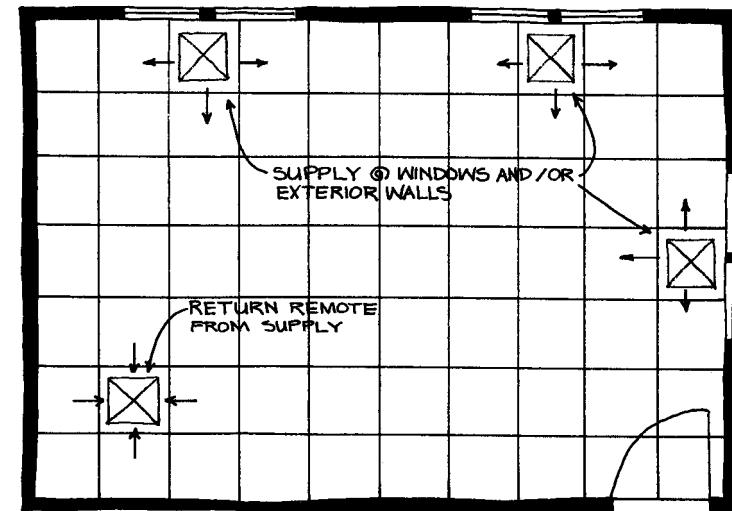 SUPPLY @ WINDOWS AND/OR
EXTERIOR WALLS
RETURN REMOTE
FROM SUPPLY